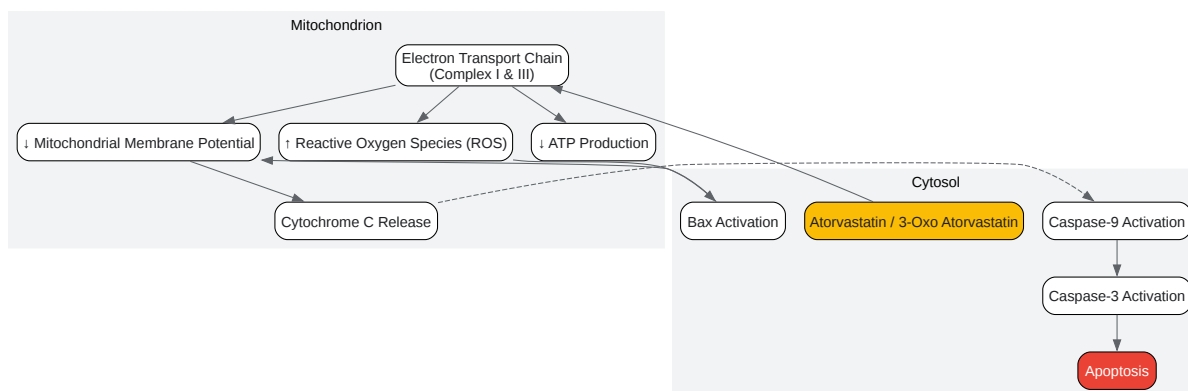 Mitochondrion
Electron Transport Chain
(Complex I & III)
↓ Mitochondrial Membrane Potential
↑ Reactive Oxygen Species (ROS)
↓ ATP Production
Cytochrome C Release
Cytosol
Bax Activation
Atorvastatin / 3-Oxo Atorvastatin
Caspase-9 Activation
Caspase-3 Activation
Apoptosis